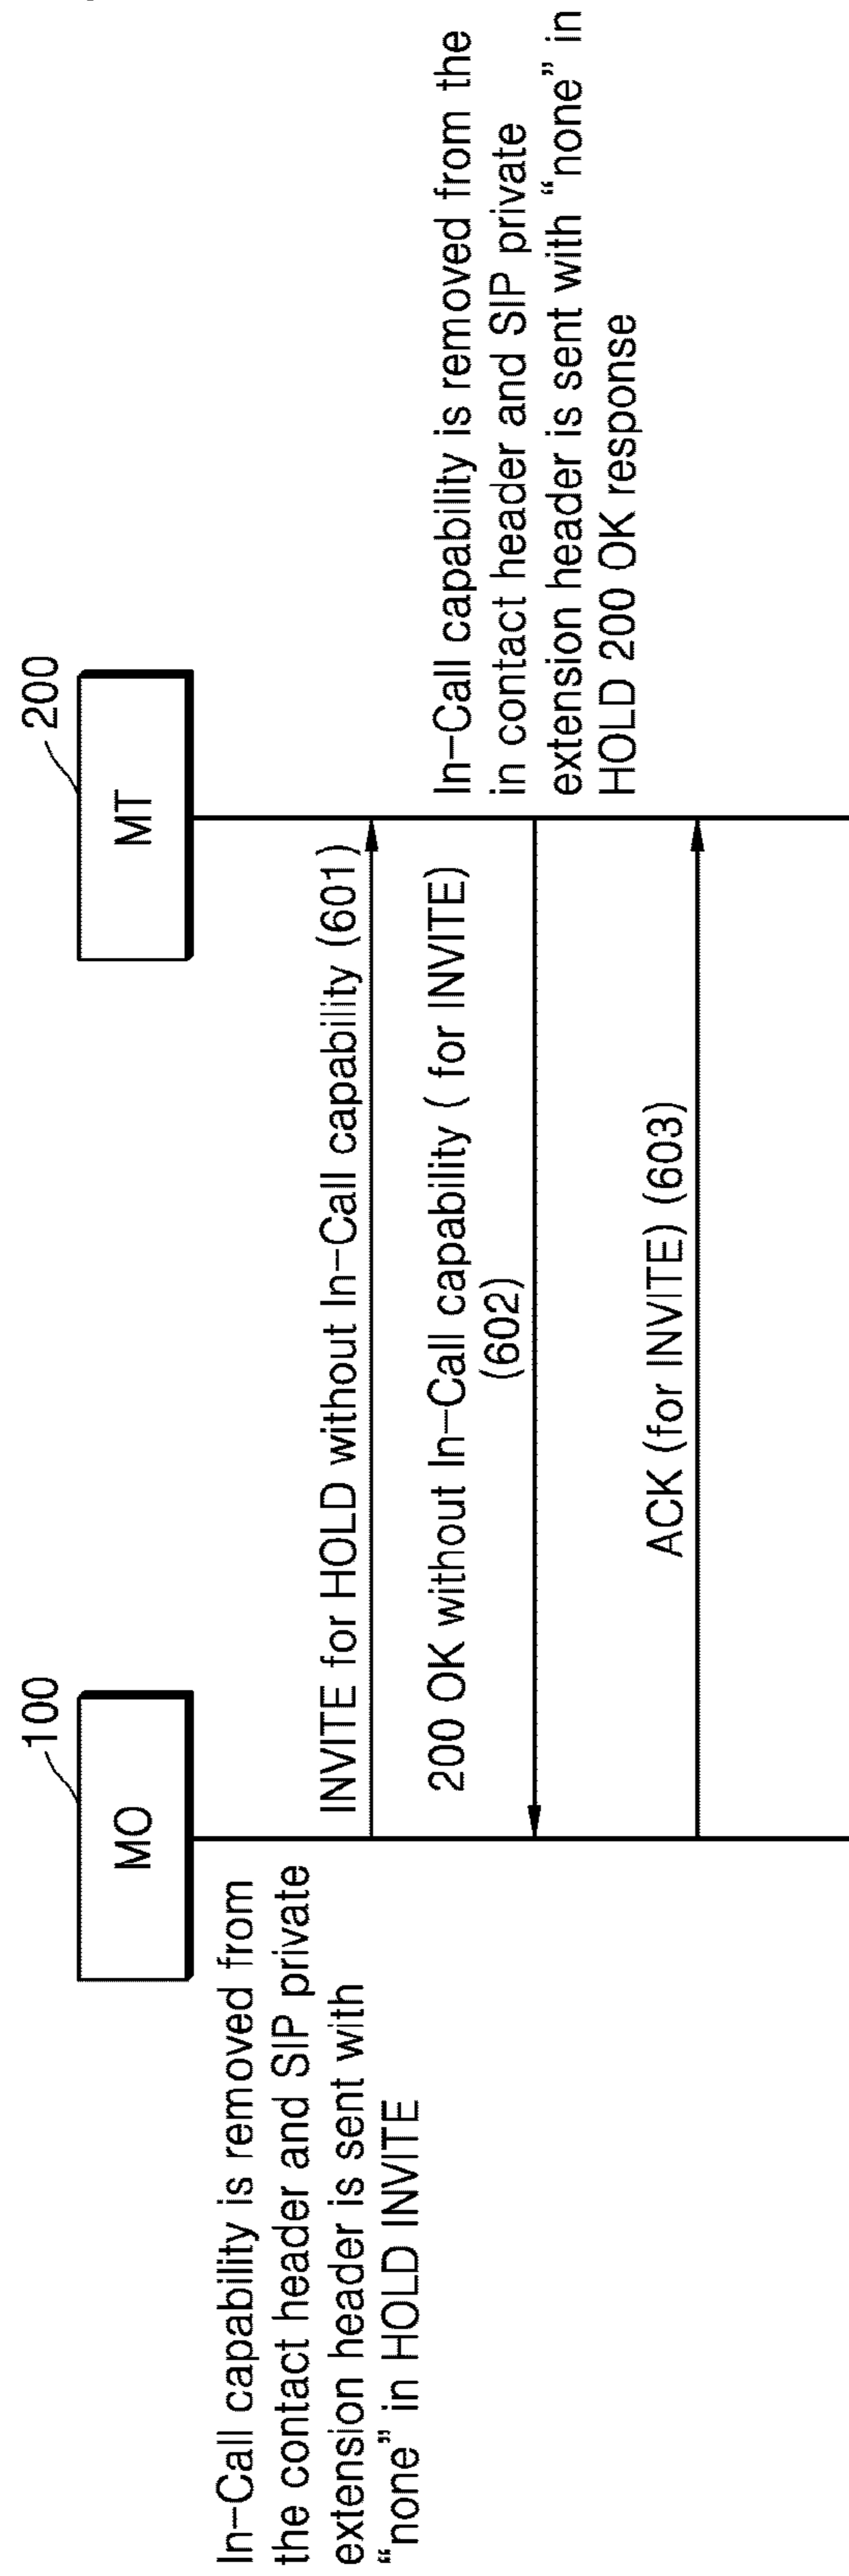 100
200
MO
MT
In-Call capability is removed from
the contact header and SIP private
extension header is sent with
“none” in HOLD INVITE
INVITE for HOLD without In-Call capability (601)
200 OK without In-Call capability ( for INVITE)
(602)
In-Call capability is removed from the
in contact header and SIP private
extension header is sent with “none” in
HOLD 200 OK response
ACK (for INVITE) (603)